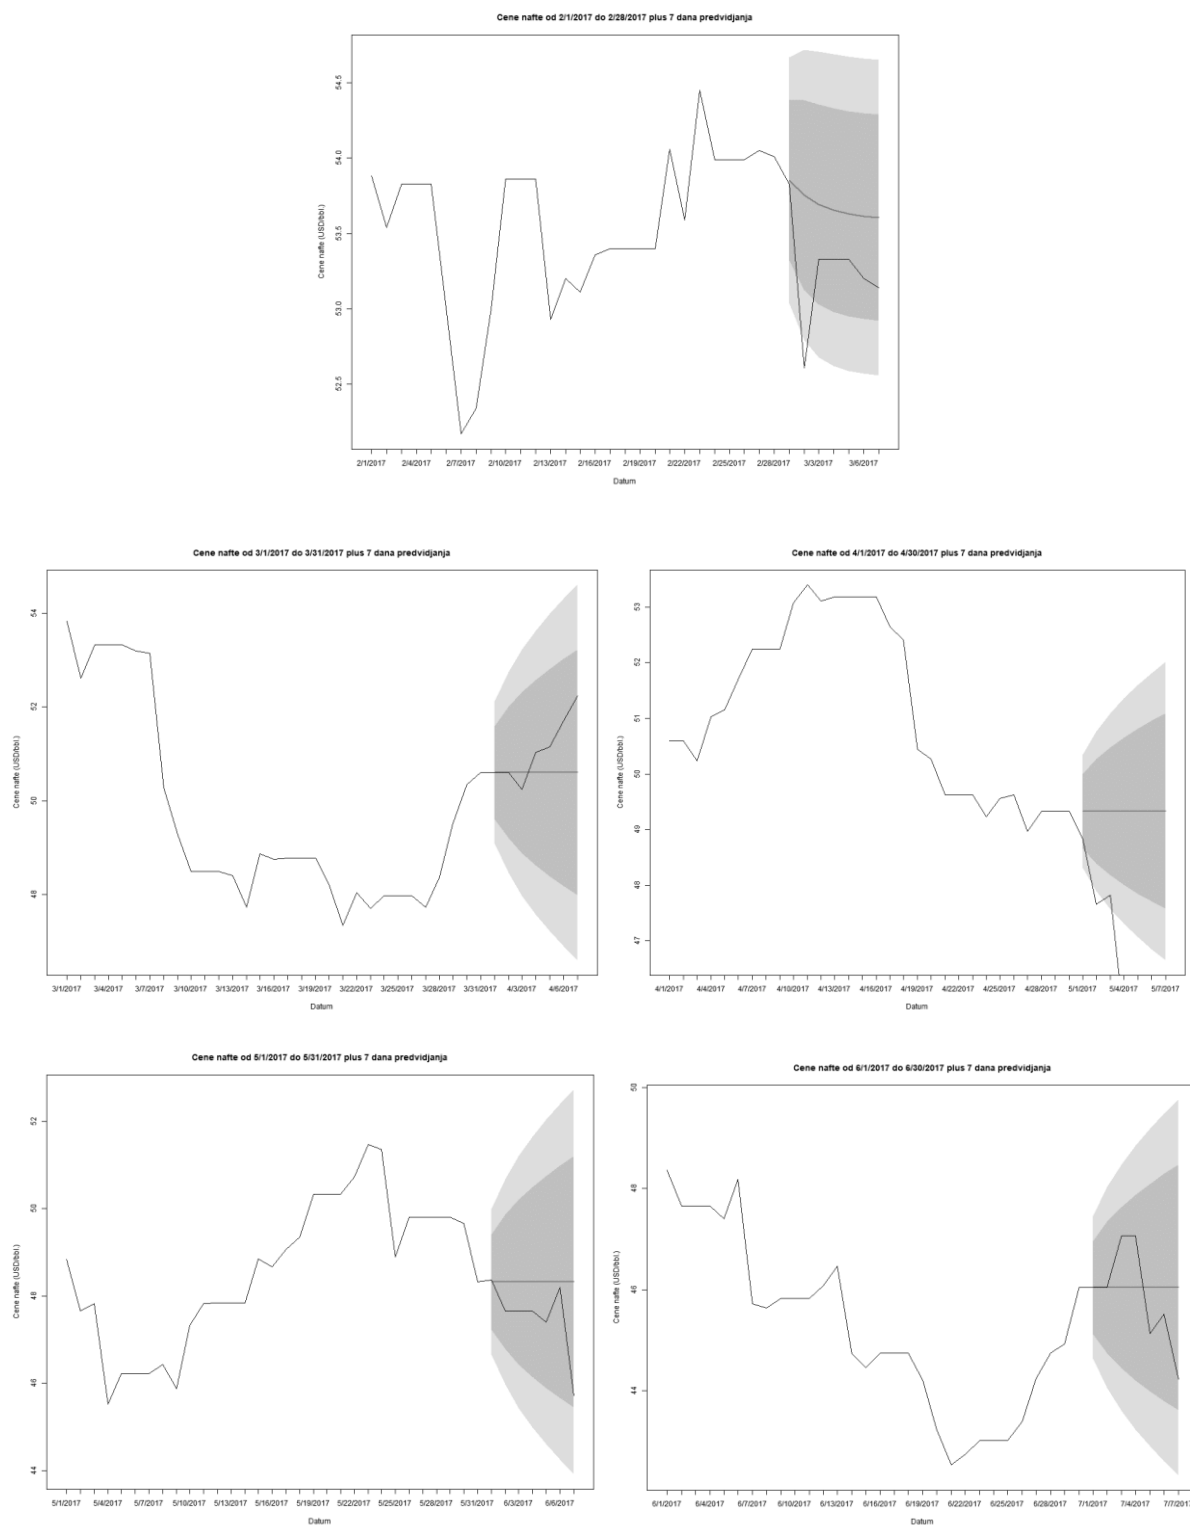 Cene nafte od 2/1/2017 do 2/28/2017 plus 7 dana predvidjanja
Cene nafte (USD/bbl.)
54.5
54.0
53.5
53.0
52.5
2/1/2017 2/4/2017 2/7/2017 2/10/2017 2/13/2017 2/16/2017 2/19/2017 2/22/2017 2/25/2017 2/28/2017 3/3/2017 3/6/2017
Datum
Cene nafte od 3/1/2017 do 3/31/2017 plus 7 dana predvidjanja
Cene nafte (USD/bbl.)
54
52
50
48
3/1/2017 3/4/2017 3/7/2017 3/10/2017 3/13/2017 3/16/2017 3/19/2017 3/22/2017 3/25/2017 3/28/2017 3/31/2017 4/3/2017 4/6/2017
Datum
Cene nafte od 4/1/2017 do 4/30/2017 plus 7 dana predvidjanja
Cene nafte (USD/bbl.)
53
52
51
50
49
48
47
4/1/2017 4/4/2017 4/7/2017 4/10/2017 4/13/2017 4/16/2017 4/19/2017 4/22/2017 4/25/2017 4/28/2017 5/1/2017 5/4/2017 5/7/2017
Datum
Cene nafte od 5/1/2017 do 5/31/2017 plus 7 dana predvidjanja
Cene nafte (USD/bbl.)
52
50
48
46
44
5/1/2017 5/4/2017 5/7/2017 5/10/2017 5/13/2017 5/16/2017 5/19/2017 5/22/2017 5/25/2017 5/28/2017 5/31/2017 6/3/2017 6/6/2017
Datum
Cene nafte od 6/1/2017 do 6/30/2017 plus 7 dana predvidjanja
Cene nafte (USD/bbl.)
50
48
46
44
6/1/2017 6/4/2017 6/7/2017 6/10/2017 6/13/2017 6/16/2017 6/19/2017 6/22/2017 6/25/2017 6/28/2017 7/1/2017 7/4/2017 7/7/2017
Datum